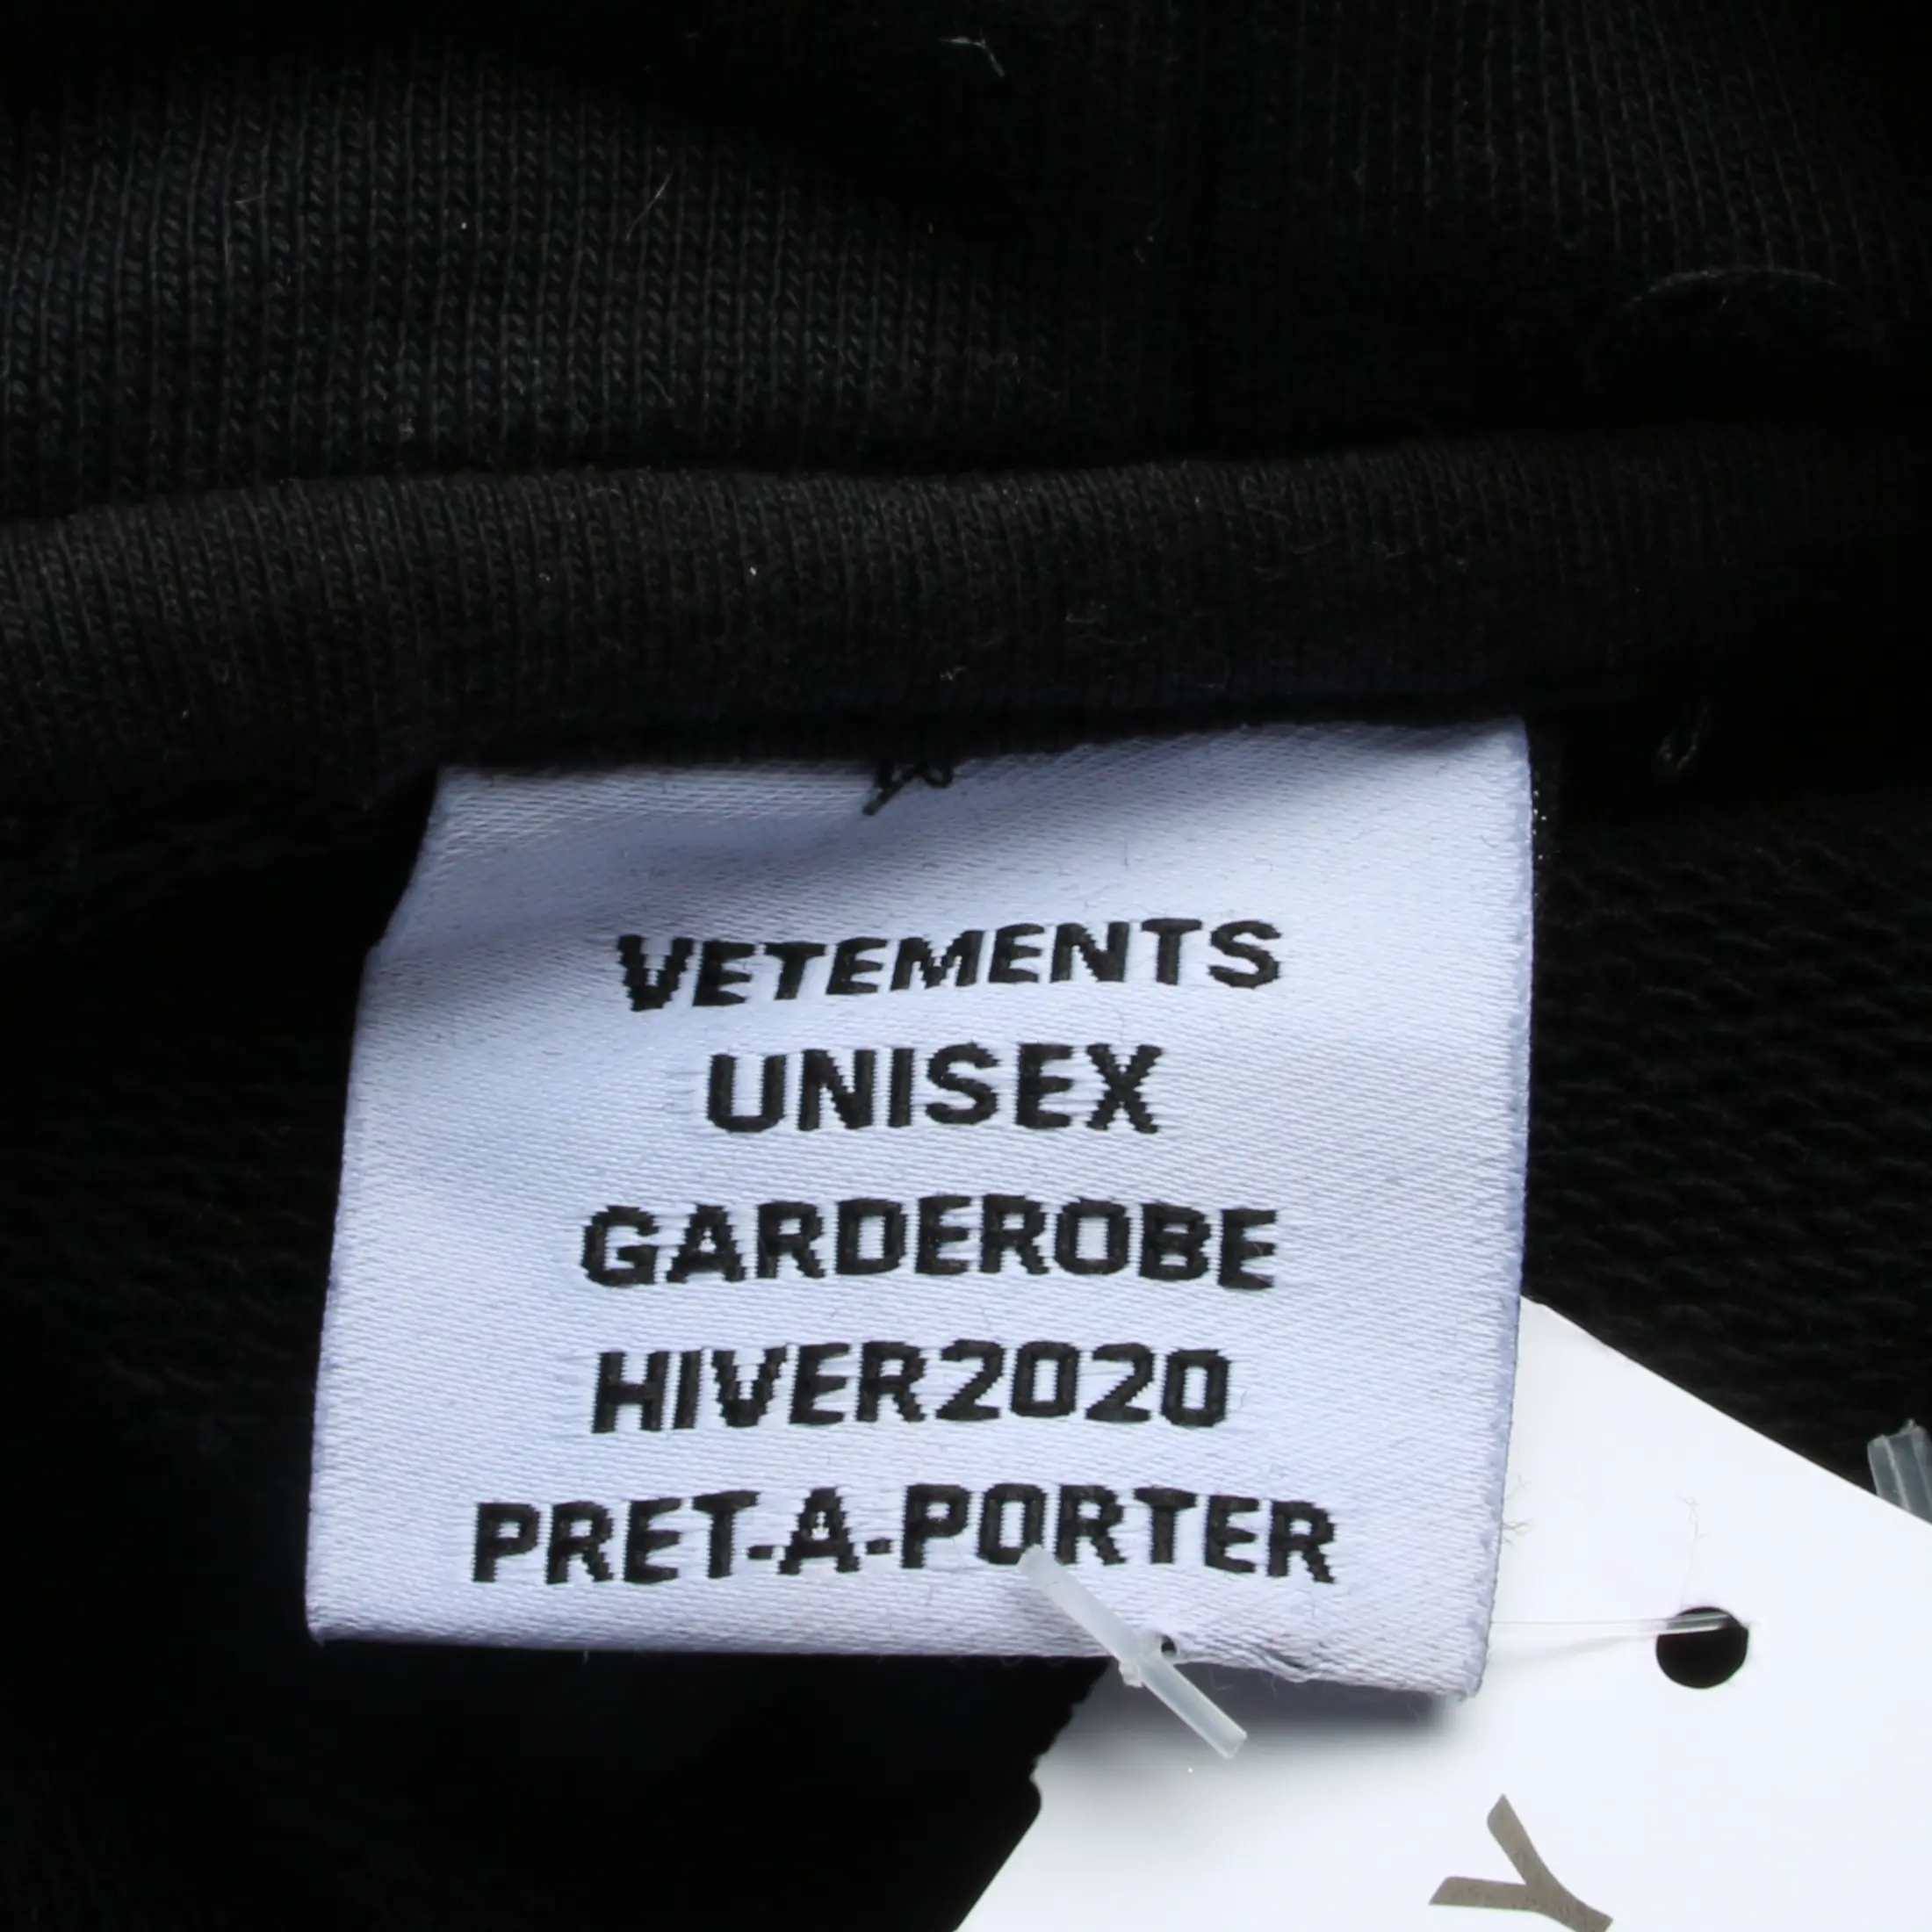 VETEMENTS
UNISEX
GARDEROBE
HIVER2020
PRET-A-PORTER
Y